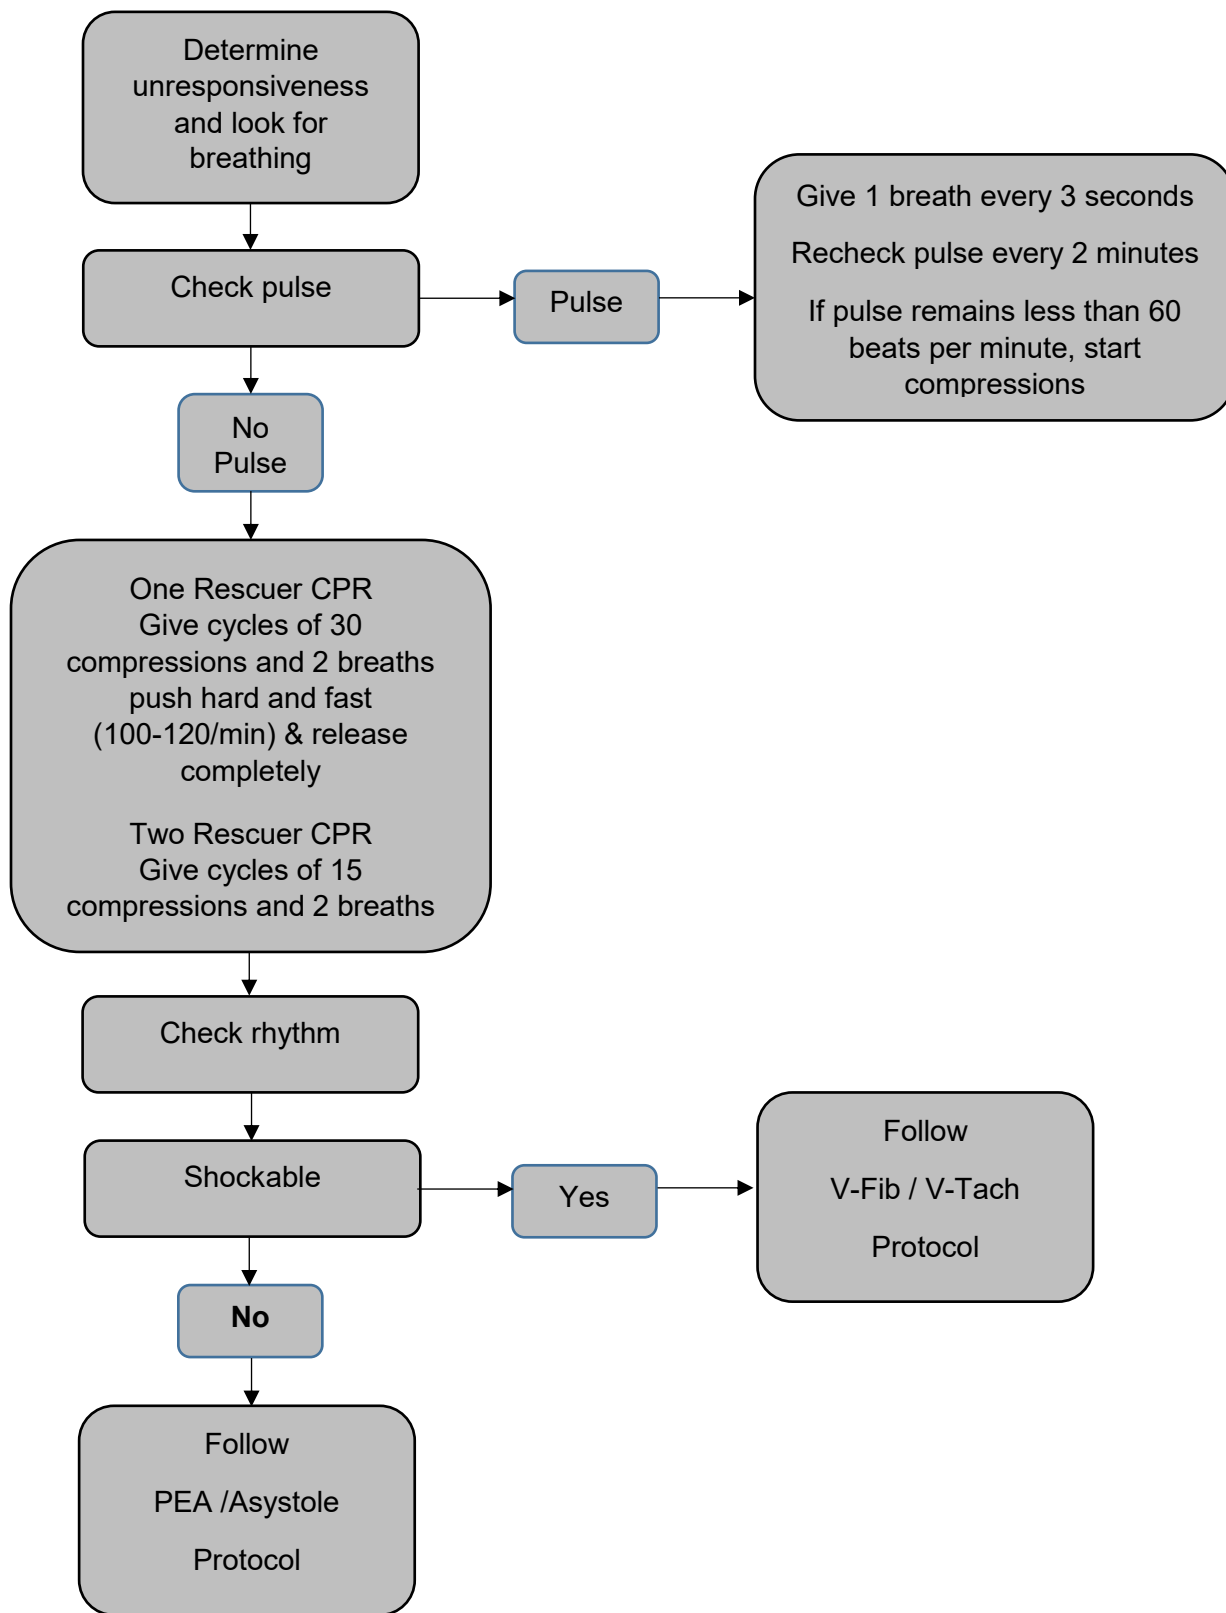 Determine
unresponsiveness
and look for
breathing
Check pulse
Pulse
Give 1 breath every 3 seconds
Recheck pulse every 2 minutes
If pulse remains less than 60
beats per minute, start
compressions
No
Pulse
One Rescuer CPR
Give cycles of 30
compressions and 2 breaths
push hard and fast
(100-120/min) & release
completely
Two Rescuer CPR
Give cycles of 15
compressions and 2 breaths
Check rhythm
Shockable
Yes
Follow
V-Fib / V-Tach
Protocol
No
Follow
PEA /Asystole
Protocol